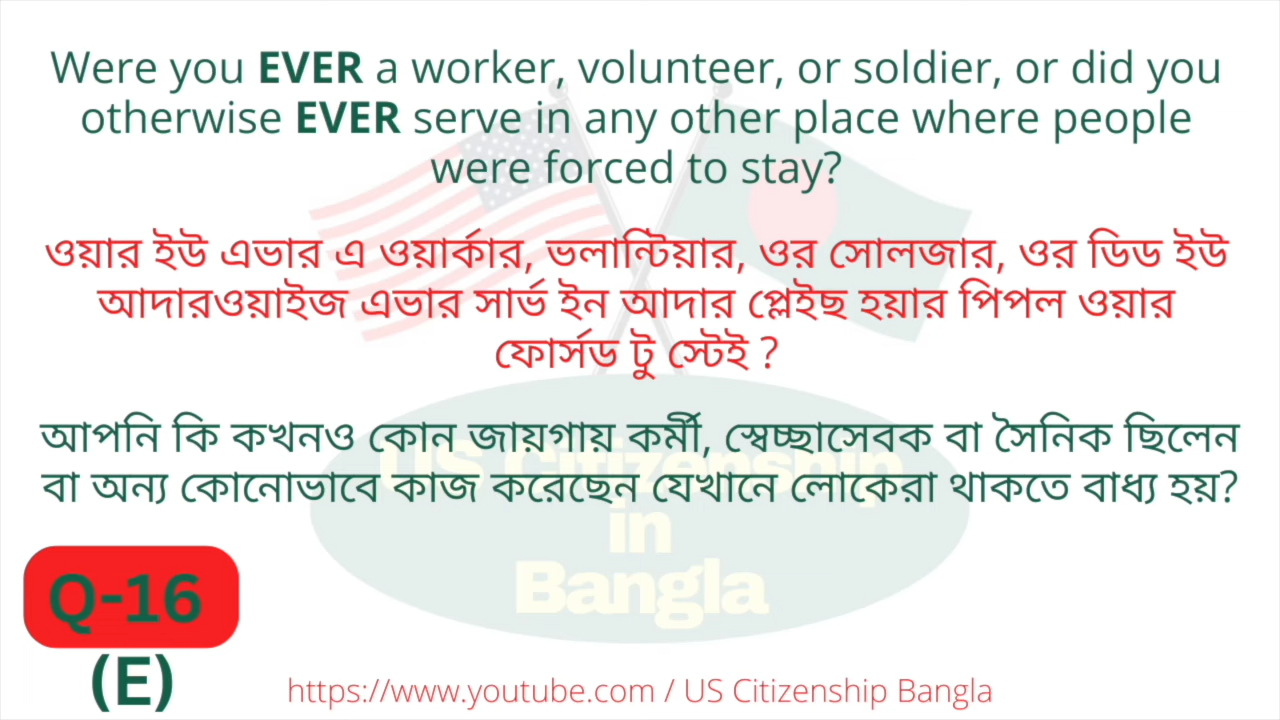 Were you EVER a worker, volunteer, or soldier, or did you
otherwise EVER serve in any other place where people
were forced to stay?
ওয়ার ইউ এভার এ ওয়ার্কার, ভলান্টিয়ার, ওর সোলজার, ওর ডিড ইউ
আদারওয়াইজ এভার সার্ভ ইন আদার প্লেইছ হয়ার পিপল ওয়ার
ফোর্সড টু স্টেই ?
আপনি কি কখনও কোন জায়গায় কর্মী, স্বেচ্ছাসেবক বা সৈনিক ছিলেন
বা অন্য কোনোভাবে কাজ করেছেন যেখানে লোকেরা থাকতে বাধ্য হয়?
US Citizenship
in
Bangla
Q-16
(E)
https://www.youtube.com / US Citizenship Bangla